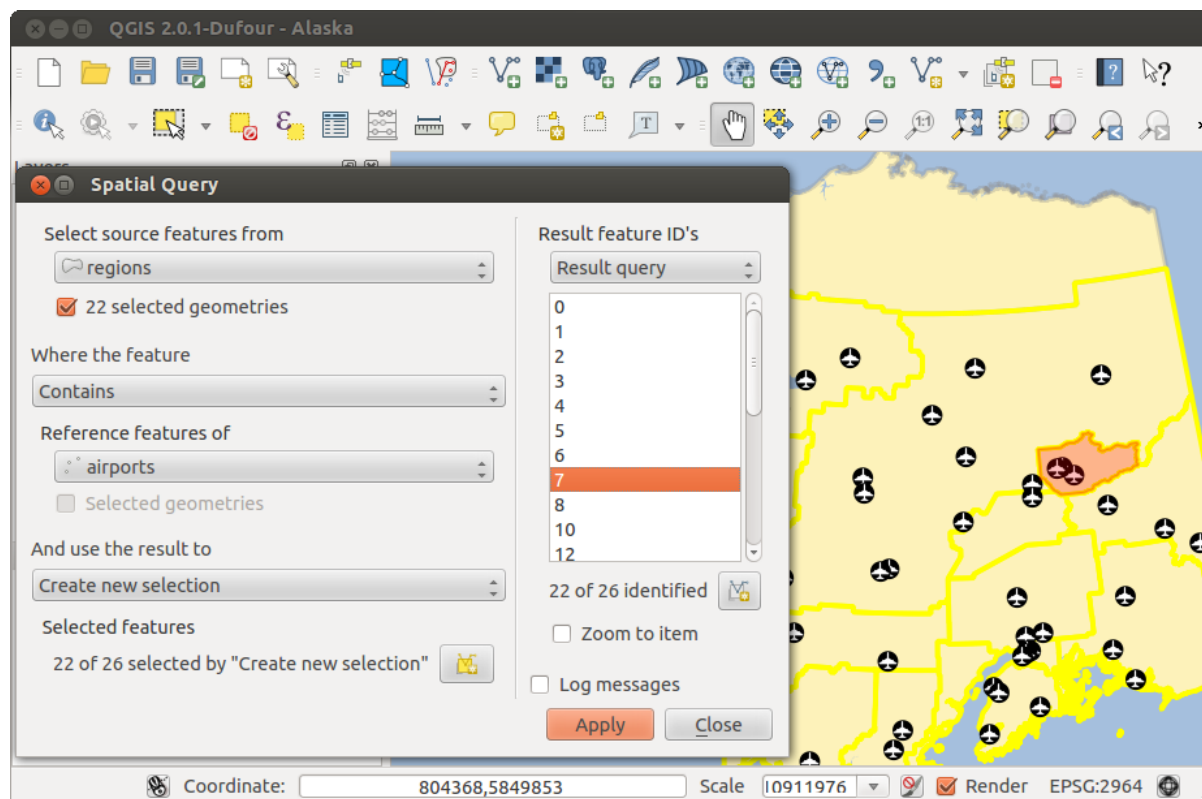 QGIS 2.0.1-Dufour - Alaska
Layers
Spatial Query
Select source features from
regions
22 selected geometries
Where the feature
Contains
Reference features of
airports
Selected geometries
And use the result to
Create new selection
Selected features
22 of 26 selected by "Create new selection"
Result feature ID's
Result query
0
1
2
3
4
5
6
7
8
10
12
22 of 26 identified
Zoom to item
Log messages
Apply
Close
Coordinate:
804368,5849853
Scale
10911976
Render
EPSG:2964